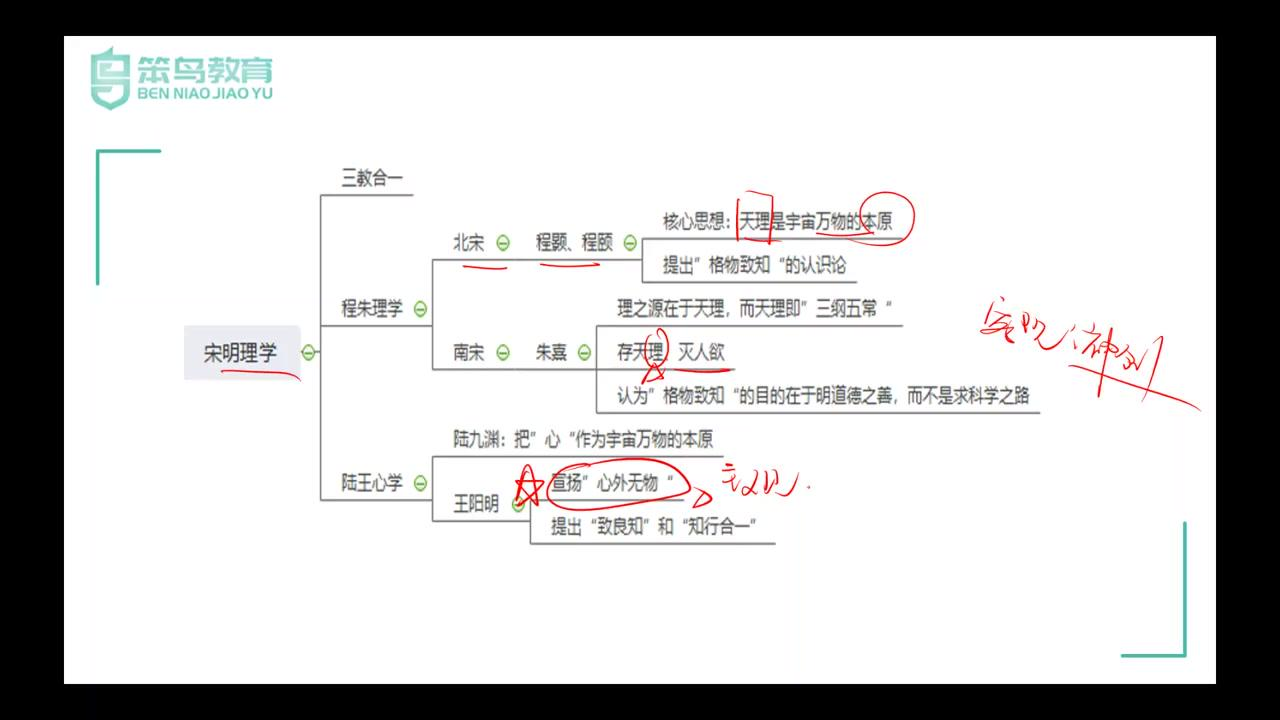 笨鸟教育
BEN NIAO JIAO YU
三教合一
核心思想：天理是宇宙万物的本原
北宋
程颢、程颐
提出”格物致知“的认识论
程朱理学
理之源在于天理，而天理即”三纲五常“
宋明理学
南宋
朱熹
存天理、灭人欲
认为”格物致知“的目的在于明道德之善，而不是求科学之路
陆九渊：把”心“作为宇宙万物的本原
陆王心学
宣扬”心外无物“
王阳明
提出“致良知”和“知行合一”
主观
客观